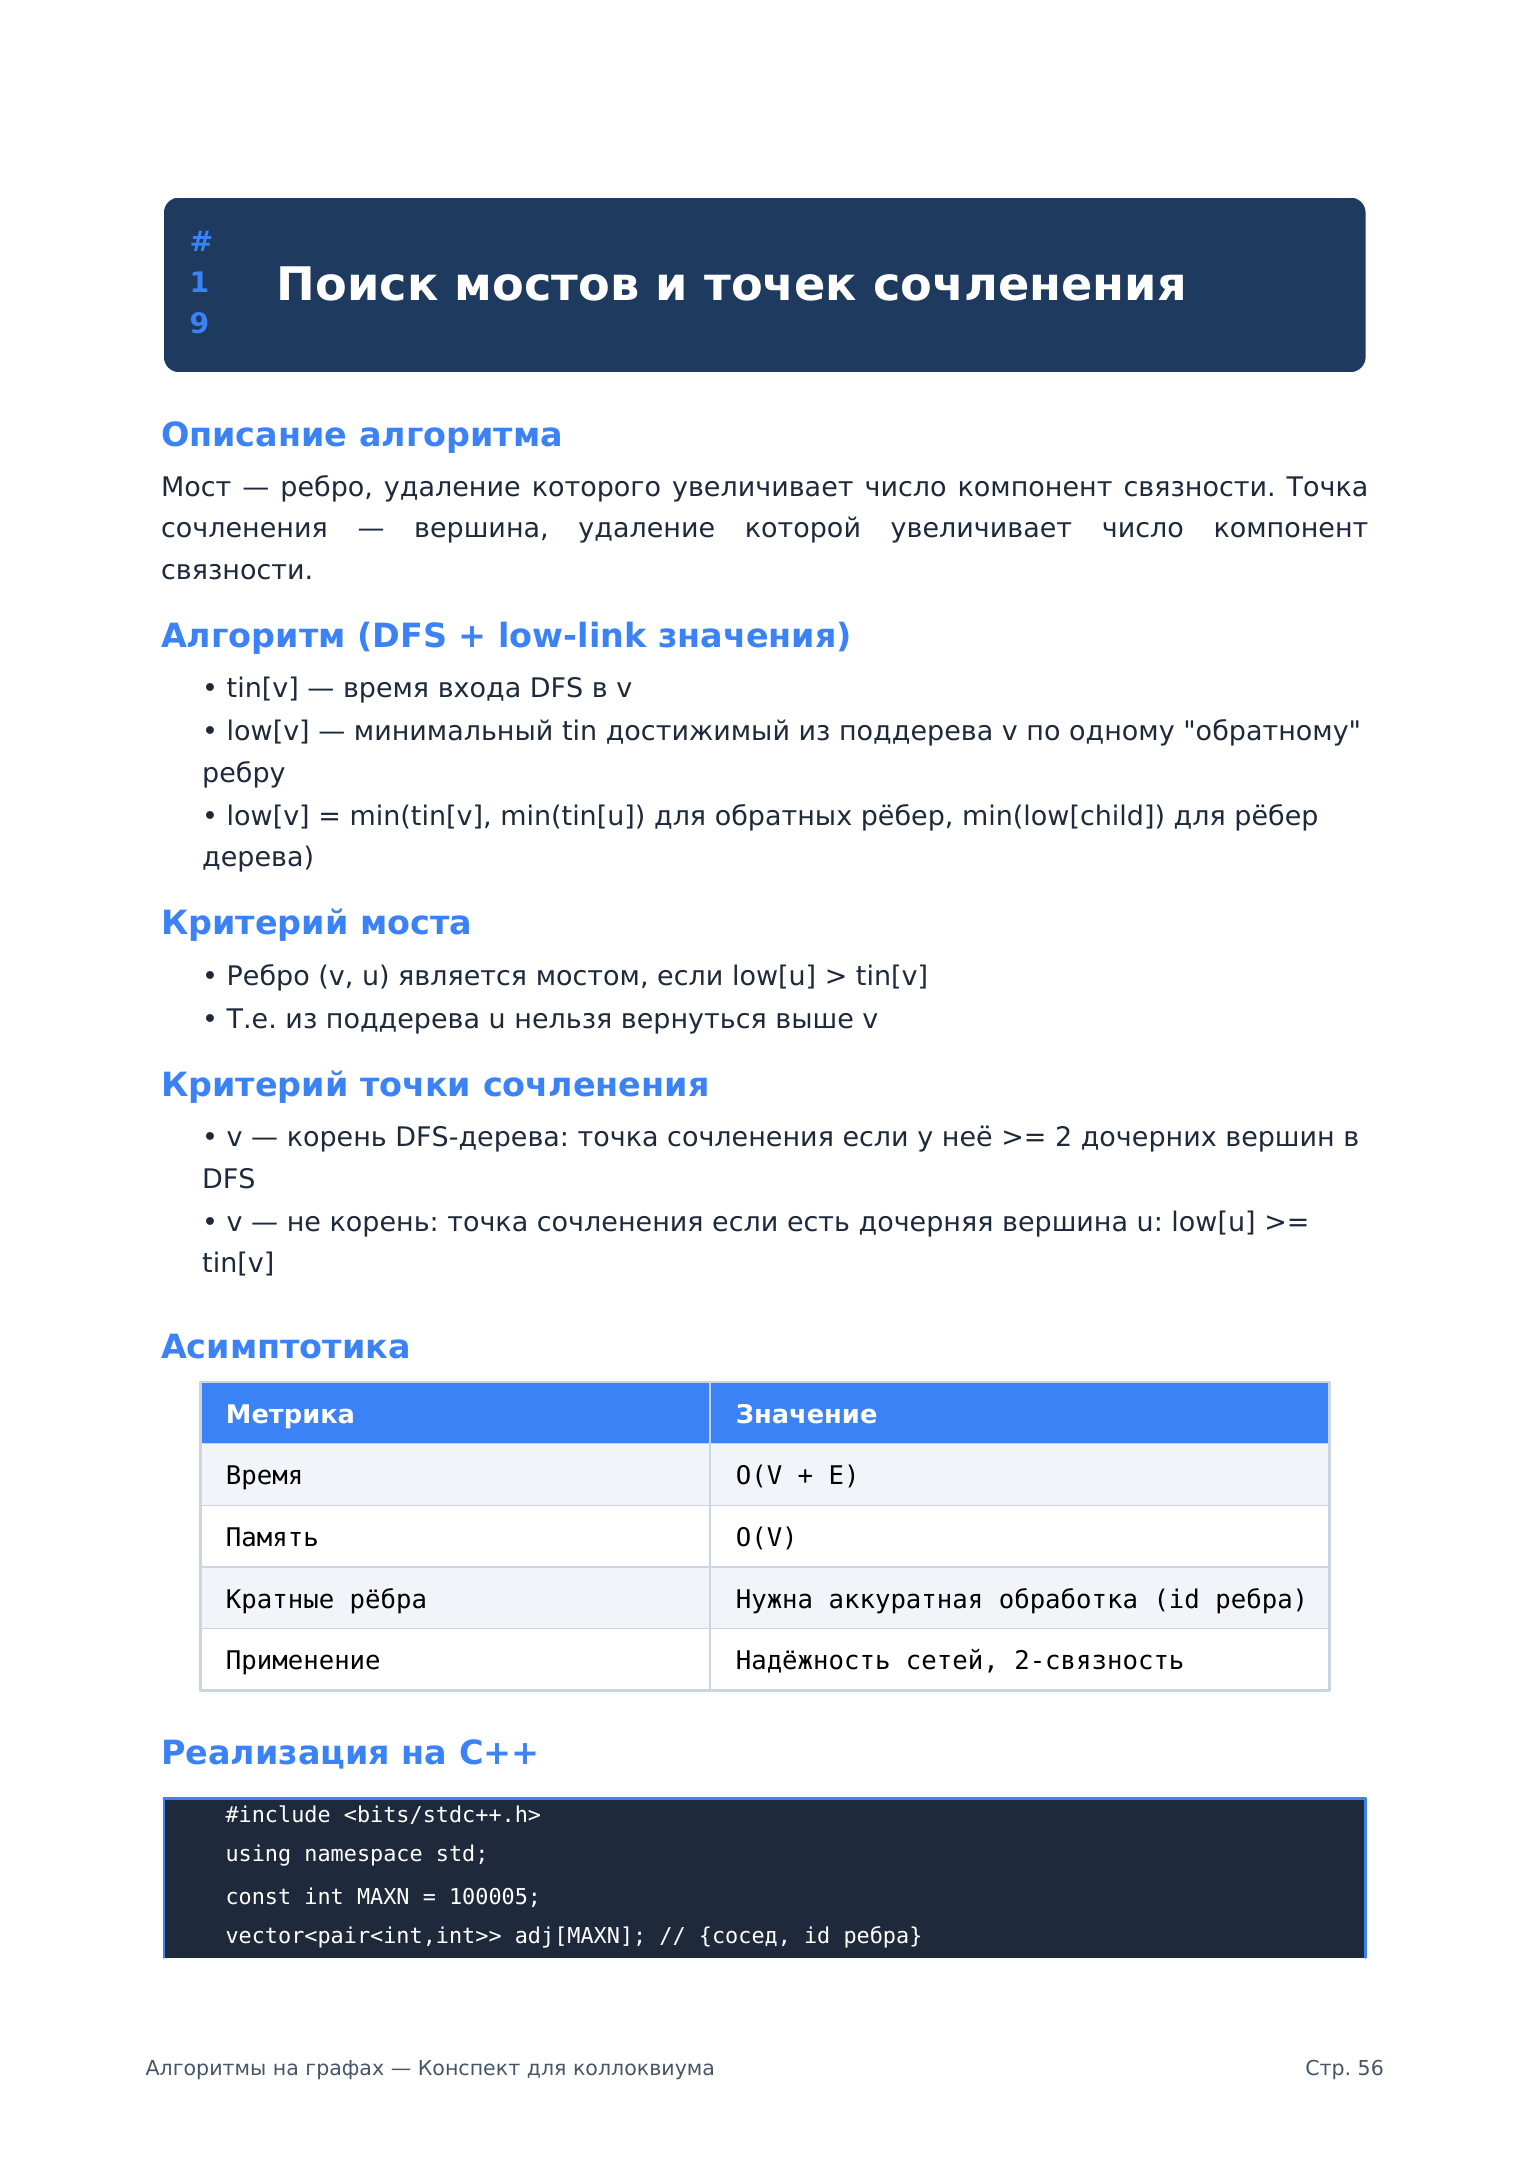 #
1
9
Поиск мостов и точек сочленения
Описание алгоритма
Мост — ребро, удаление которого увеличивает число компонент связности. Точка
сочленения — вершина, удаление которой увеличивает число компонент
связности.
Алгоритм (DFS + low-link значения)
• tin[v] — время входа DFS в v
• low[v] — минимальный tin достижимый из поддерева v по одному "обратному"
ребру
• low[v] = min(tin[v], min(tin[u]) для обратных рёбер, min(low[child]) для рёбер
дерева)
Критерий моста
• Ребро (v, u) является мостом, если low[u] > tin[v]
• Т.е. из поддерева u нельзя вернуться выше v
Критерий точки сочленения
• v — корень DFS-дерева: точка сочленения если у неё >= 2 дочерних вершин в
DFS
• v — не корень: точка сочленения если есть дочерняя вершина u: low[u] >=
tin[v]
Асимптотика
Метрика Значение
Время O(V + E)
Память O(V)
Кратные рёбра Нужна аккуратная обработка (id ребра)
Применение Надёжность сетей, 2-связность
Реализация на C++
#include <bits/stdc++.h>
using namespace std;
const int MAXN = 100005;
vector<pair<int,int>> adj[MAXN]; // {сосед, id ребра}
Алгоритмы на графах — Конспект для коллоквиума Стр. 56